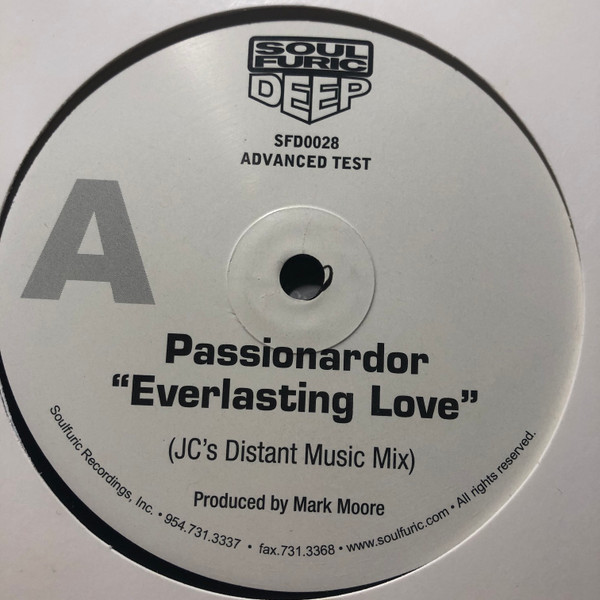 SOUL
FURIC
DEEP
SFD0028
ADVANCED TEST
A
Passionardor
“Everlasting Love”
(JC's Distant Music Mix)
Produced by Mark Moore
Soulfuric Recordings, Inc. • 954.731.3337 • fax.731.3368 • www.soulfuric.com • All rights reserved.